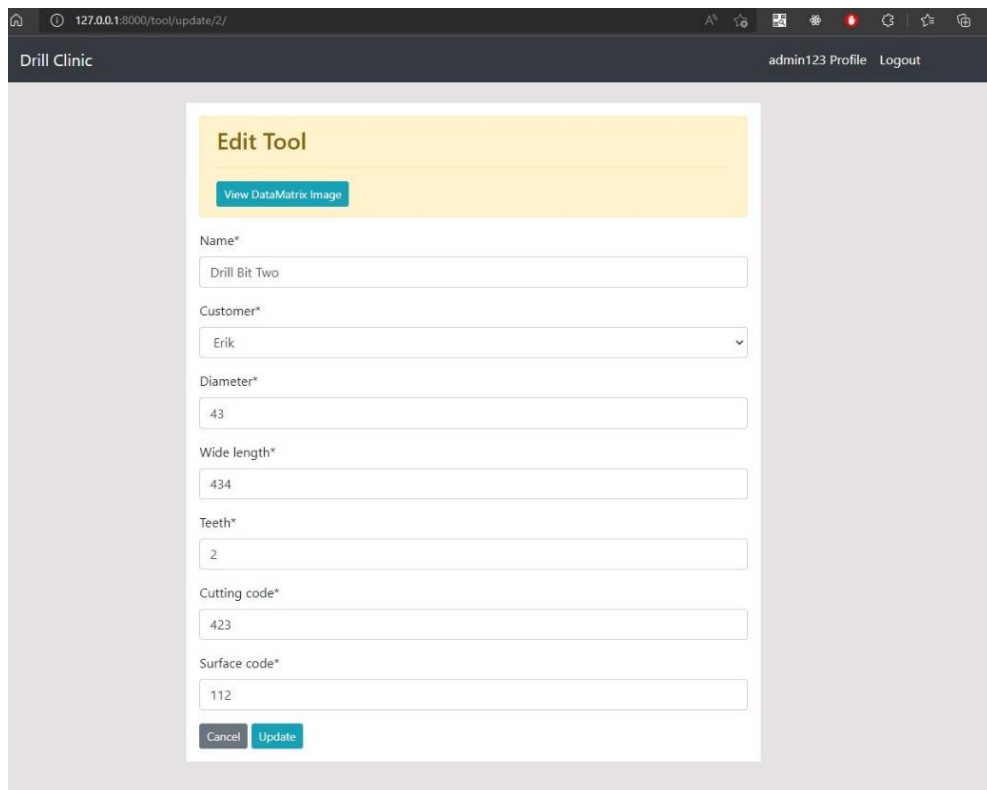 127.0.0.1:8000/tool/update/2/
Drill Clinic
admin123 Profile Logout
Edit Tool
View DataMatrix Image
Name*
Drill Bit Two
Customer*
Erik
Diameter*
43
Wide length*
434
Teeth*
2
Cutting code*
423
Surface code*
112
Cancel Update